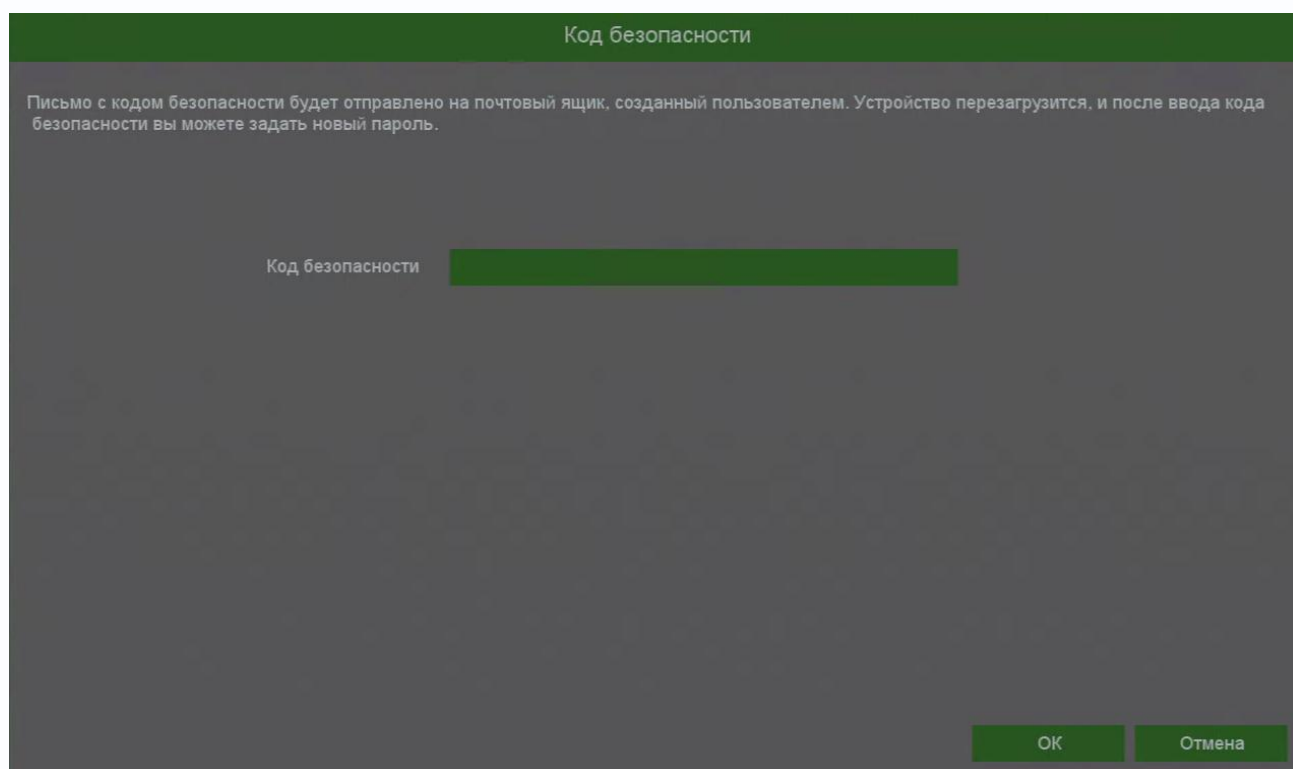 Код безопасности
Письмо с кодом безопасности будет отправлено на почтовый ящик, созданный пользователем. Устройство перезагрузится, и после ввода кода
безопасности вы можете задать новый пароль.
Код безопасности
ОК
Отмена